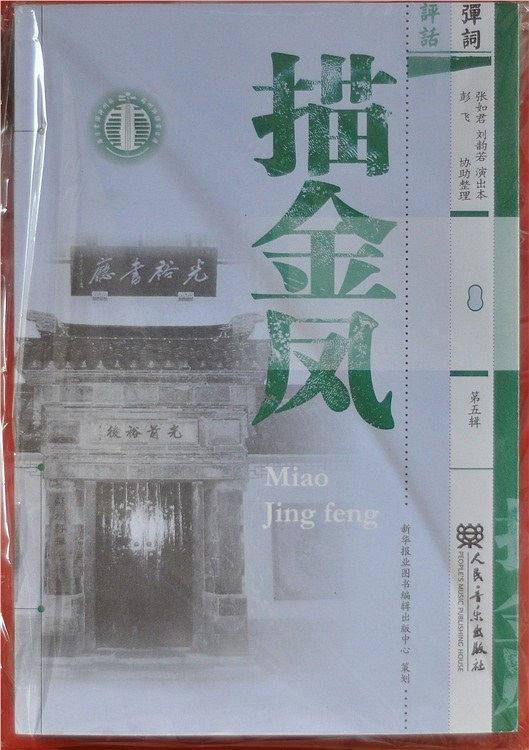 彈詞
評話
张如君 刘韵若 演出本
彭飞 协助整理
描金凤
Miao
Jing feng
光裕書廳
光前裕後
第五辑
新华报业图书编辑出版中心 策划
人民音乐出版社
PEOPLE'S MUSIC PUBLISHING HOUSE